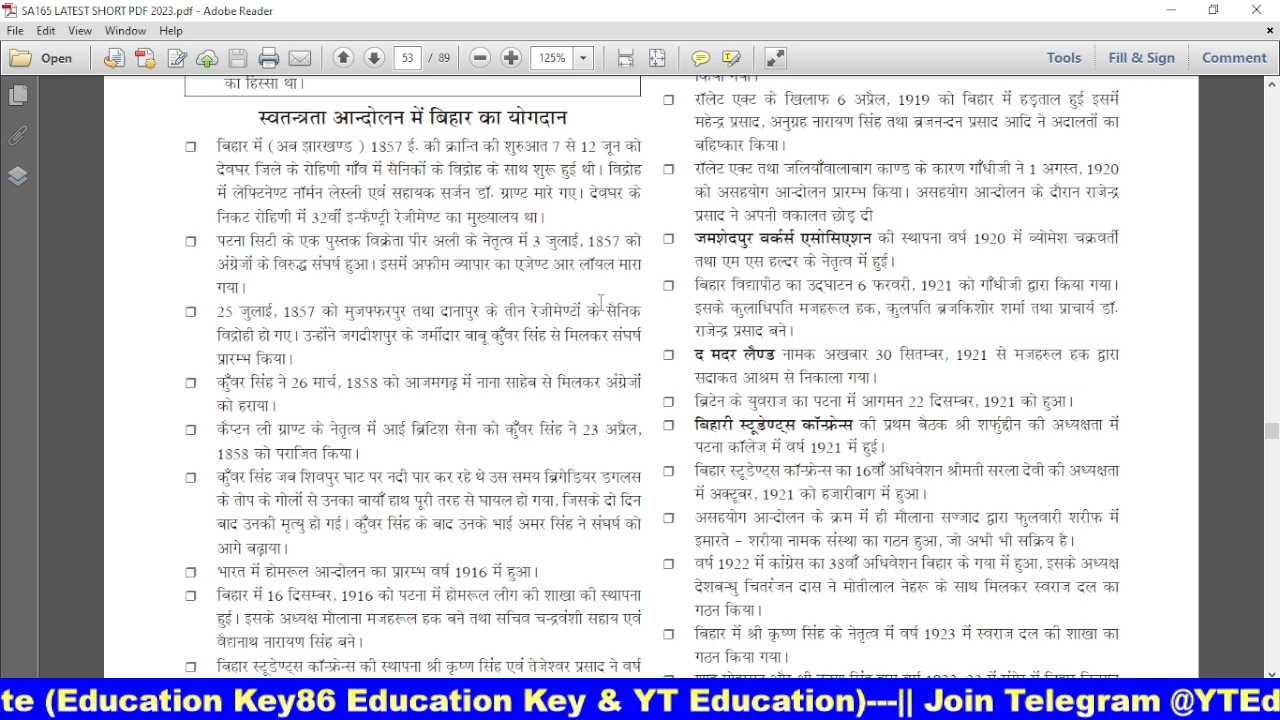 SA165 LATEST SHORT PDF 2023.pdf - Adobe Reader
File Edit View Window Help
Open 53 / 89 125% Tools Fill & Sign Comment
का हिस्सा था।
स्वतन्त्रता आन्दोलन में बिहार का योगदान
बिहार में (अब झारखण्ड ) 1857 ई. की क्रान्ति की शुरुआत 7 से 12 जून को
देवघर जिले के रोहिणी गाँव में सैनिकों के विद्रोह के साथ शुरू हुई थी। विद्रोह
में लेफ्टिनेण्ट नॉर्मन लेस्ली एवं सहायक सर्जन डॉ. ग्राण्ट मारे गए। देवघर के
निकट रोहिणी में 32वीं इन्फैण्ट्री रेजीमेण्ट का मुख्यालय था।
पटना सिटी के एक पुस्तक विक्रेता पीर अली के नेतृत्व में 3 जुलाई, 1857 को
अंग्रेजों के विरुद्ध संघर्ष हुआ। इसमें अफीम व्यापार का एजेण्ट आर लॉयल मारा
गया।
25 जुलाई, 1857 को मुजफ्फरपुर तथा दानापुर के तीन रेजीमेण्टों के सैनिक
विद्रोही हो गए। उन्होंने जगदीशपुर के जमींदार बाबू कुँवर सिंह से मिलकर संघर्ष
प्रारम्भ किया।
कुँवर सिंह ने 26 मार्च, 1858 को आजमगढ़ में नाना साहेब से मिलकर अंग्रेजों
को हराया।
कैप्टन ली ग्राण्ट के नेतृत्व में आई ब्रिटिश सेना को कुँवर सिंह ने 23 अप्रैल,
1858 को पराजित किया।
कुँवर सिंह जब शिवपुर घाट पर नदी पार कर रहे थे उस समय ब्रिगेडियर डगलस
के तोप के गोलों से उनका बायाँ हाथ पूरी तरह से घायल हो गया, जिसके दो दिन
बाद उनकी मृत्यु हो गई। कुँवर सिंह के बाद उनके भाई अमर सिंह ने संघर्ष को
आगे बढ़ाया।
भारत में होमरूल आन्दोलन का प्रारम्भ वर्ष 1916 में हुआ।
बिहार में 16 दिसम्बर, 1916 को पटना में होमरूल लीग की शाखा की स्थापना
हुई। इसके अध्यक्ष मौलाना मजहरूल हक बने तथा सचिव चन्द्रवंशी सहाय एवं
वैद्यनाथ नारायण सिंह बने।
बिहार स्टूडेण्ट्स कॉन्फ्रेन्स की स्थापना श्री कृष्ण सिंह एवं तेजेश्वर प्रसाद ने वर्ष
किया गया।
रॉलेट एक्ट के खिलाफ 6 अप्रैल, 1919 को बिहार में हड़ताल हुई इसमें
महेन्द्र प्रसाद, अनुग्रह नारायण सिंह तथा ब्रजनन्दन प्रसाद आदि ने अदालतों का
बहिष्कार किया।
रॉलेट एक्ट तथा जलियाँवालाबाग काण्ड के कारण गाँधीजी ने 1 अगस्त, 1920
को असहयोग आन्दोलन प्रारम्भ किया। असहयोग आन्दोलन के दौरान राजेन्द्र
प्रसाद ने अपनी वकालत छोड़ दी
जमशेदपुर वर्कर्स एसोसिएशन की स्थापना वर्ष 1920 में व्योमेश चक्रवर्ती
तथा एम एस हल्दर के नेतृत्व में हुई।
बिहार विद्यापीठ का उद्घाटन 6 फरवरी, 1921 को गाँधीजी द्वारा किया गया।
इसके कुलाधिपति मजहरूल हक, कुलपति ब्रजकिशोर शर्मा तथा प्राचार्य डॉ.
राजेन्द्र प्रसाद बने।
द मदर लैण्ड नामक अखबार 30 सितम्बर, 1921 से मजहरुल हक द्वारा
सदाकत आश्रम से निकाला गया।
ब्रिटेन के युवराज का पटना में आगमन 22 दिसम्बर, 1921 को हुआ।
बिहारी स्टूडेण्ट्स कॉन्फ्रेन्स की प्रथम बैठक श्री शर्फुद्दीन की अध्यक्षता में
पटना कॉलेज में वर्ष 1921 में हुई।
बिहार स्टूडेण्ट्स कॉन्फ्रेन्स का 16वाँ अधिवेशन श्रीमती सरला देवी की अध्यक्षता
में अक्टूबर, 1921 को हजारीबाग में हुआ।
असहयोग आन्दोलन के क्रम में ही मौलाना सज्जाद द्वारा फुलवारी शरीफ में
इमारते – शरीया नामक संस्था का गठन हुआ, जो अभी भी सक्रिय है।
वर्ष 1922 में कांग्रेस का 38वाँ अधिवेशन बिहार के गया में हुआ, इसके अध्यक्ष
देशबन्धु चितरंजन दास ने मोतीलाल नेहरू के साथ मिलकर स्वराज दल का
गठन किया।
बिहार में श्री कृष्ण सिंह के नेतृत्व में वर्ष 1923 में स्वराज दल की शाखा का
गठन किया गया।
te (Education Key86 Education Key & YT Education)---|| Join Telegram @YTEd